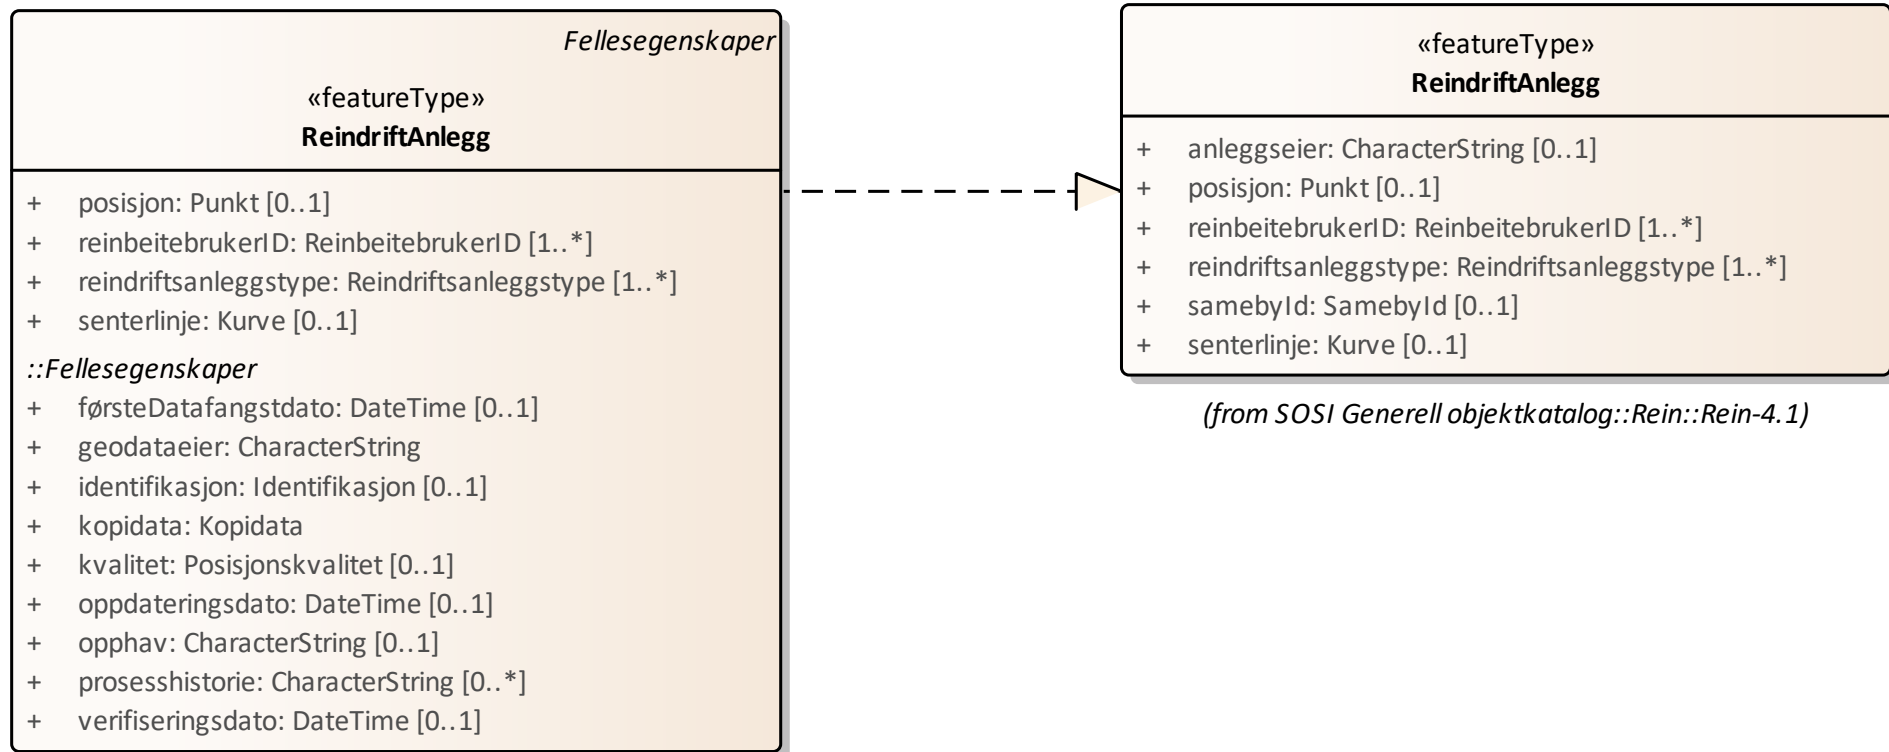 Fellesegenskaper
«featureType»
ReindriftAnlegg
+ posisjon: Punkt [0..1]
+ reinbeitebrukerID: ReinbeitebrukerID [1..*]
+ reindriftsanleggstype: Reindriftsanleggstype [1..*]
+ senterlinje: Kurve [0..1]
::Fellesegenskaper
+ førsteDatafangstdato: DateTime [0..1]
+ geodataeier: CharacterString
+ identifikasjon: Identifikasjon [0..1]
+ kopidata: Kopidata
+ kvalitet: Posisjonskvalitet [0..1]
+ oppdateringsdato: DateTime [0..1]
+ opphav: CharacterString [0..1]
+ prosesshistorie: CharacterString [0..*]
+ verifiseringsdato: DateTime [0..1]
«featureType»
ReindriftAnlegg
+ anleggseier: CharacterString [0..1]
+ posisjon: Punkt [0..1]
+ reinbeitebrukerID: ReinbeitebrukerID [1..*]
+ reindriftsanleggstype: Reindriftsanleggstype [1..*]
+ samebyId: SamebyId [0..1]
+ senterlinje: Kurve [0..1]
(from SOSI Generell objektkatalog::Rein::Rein-4.1)